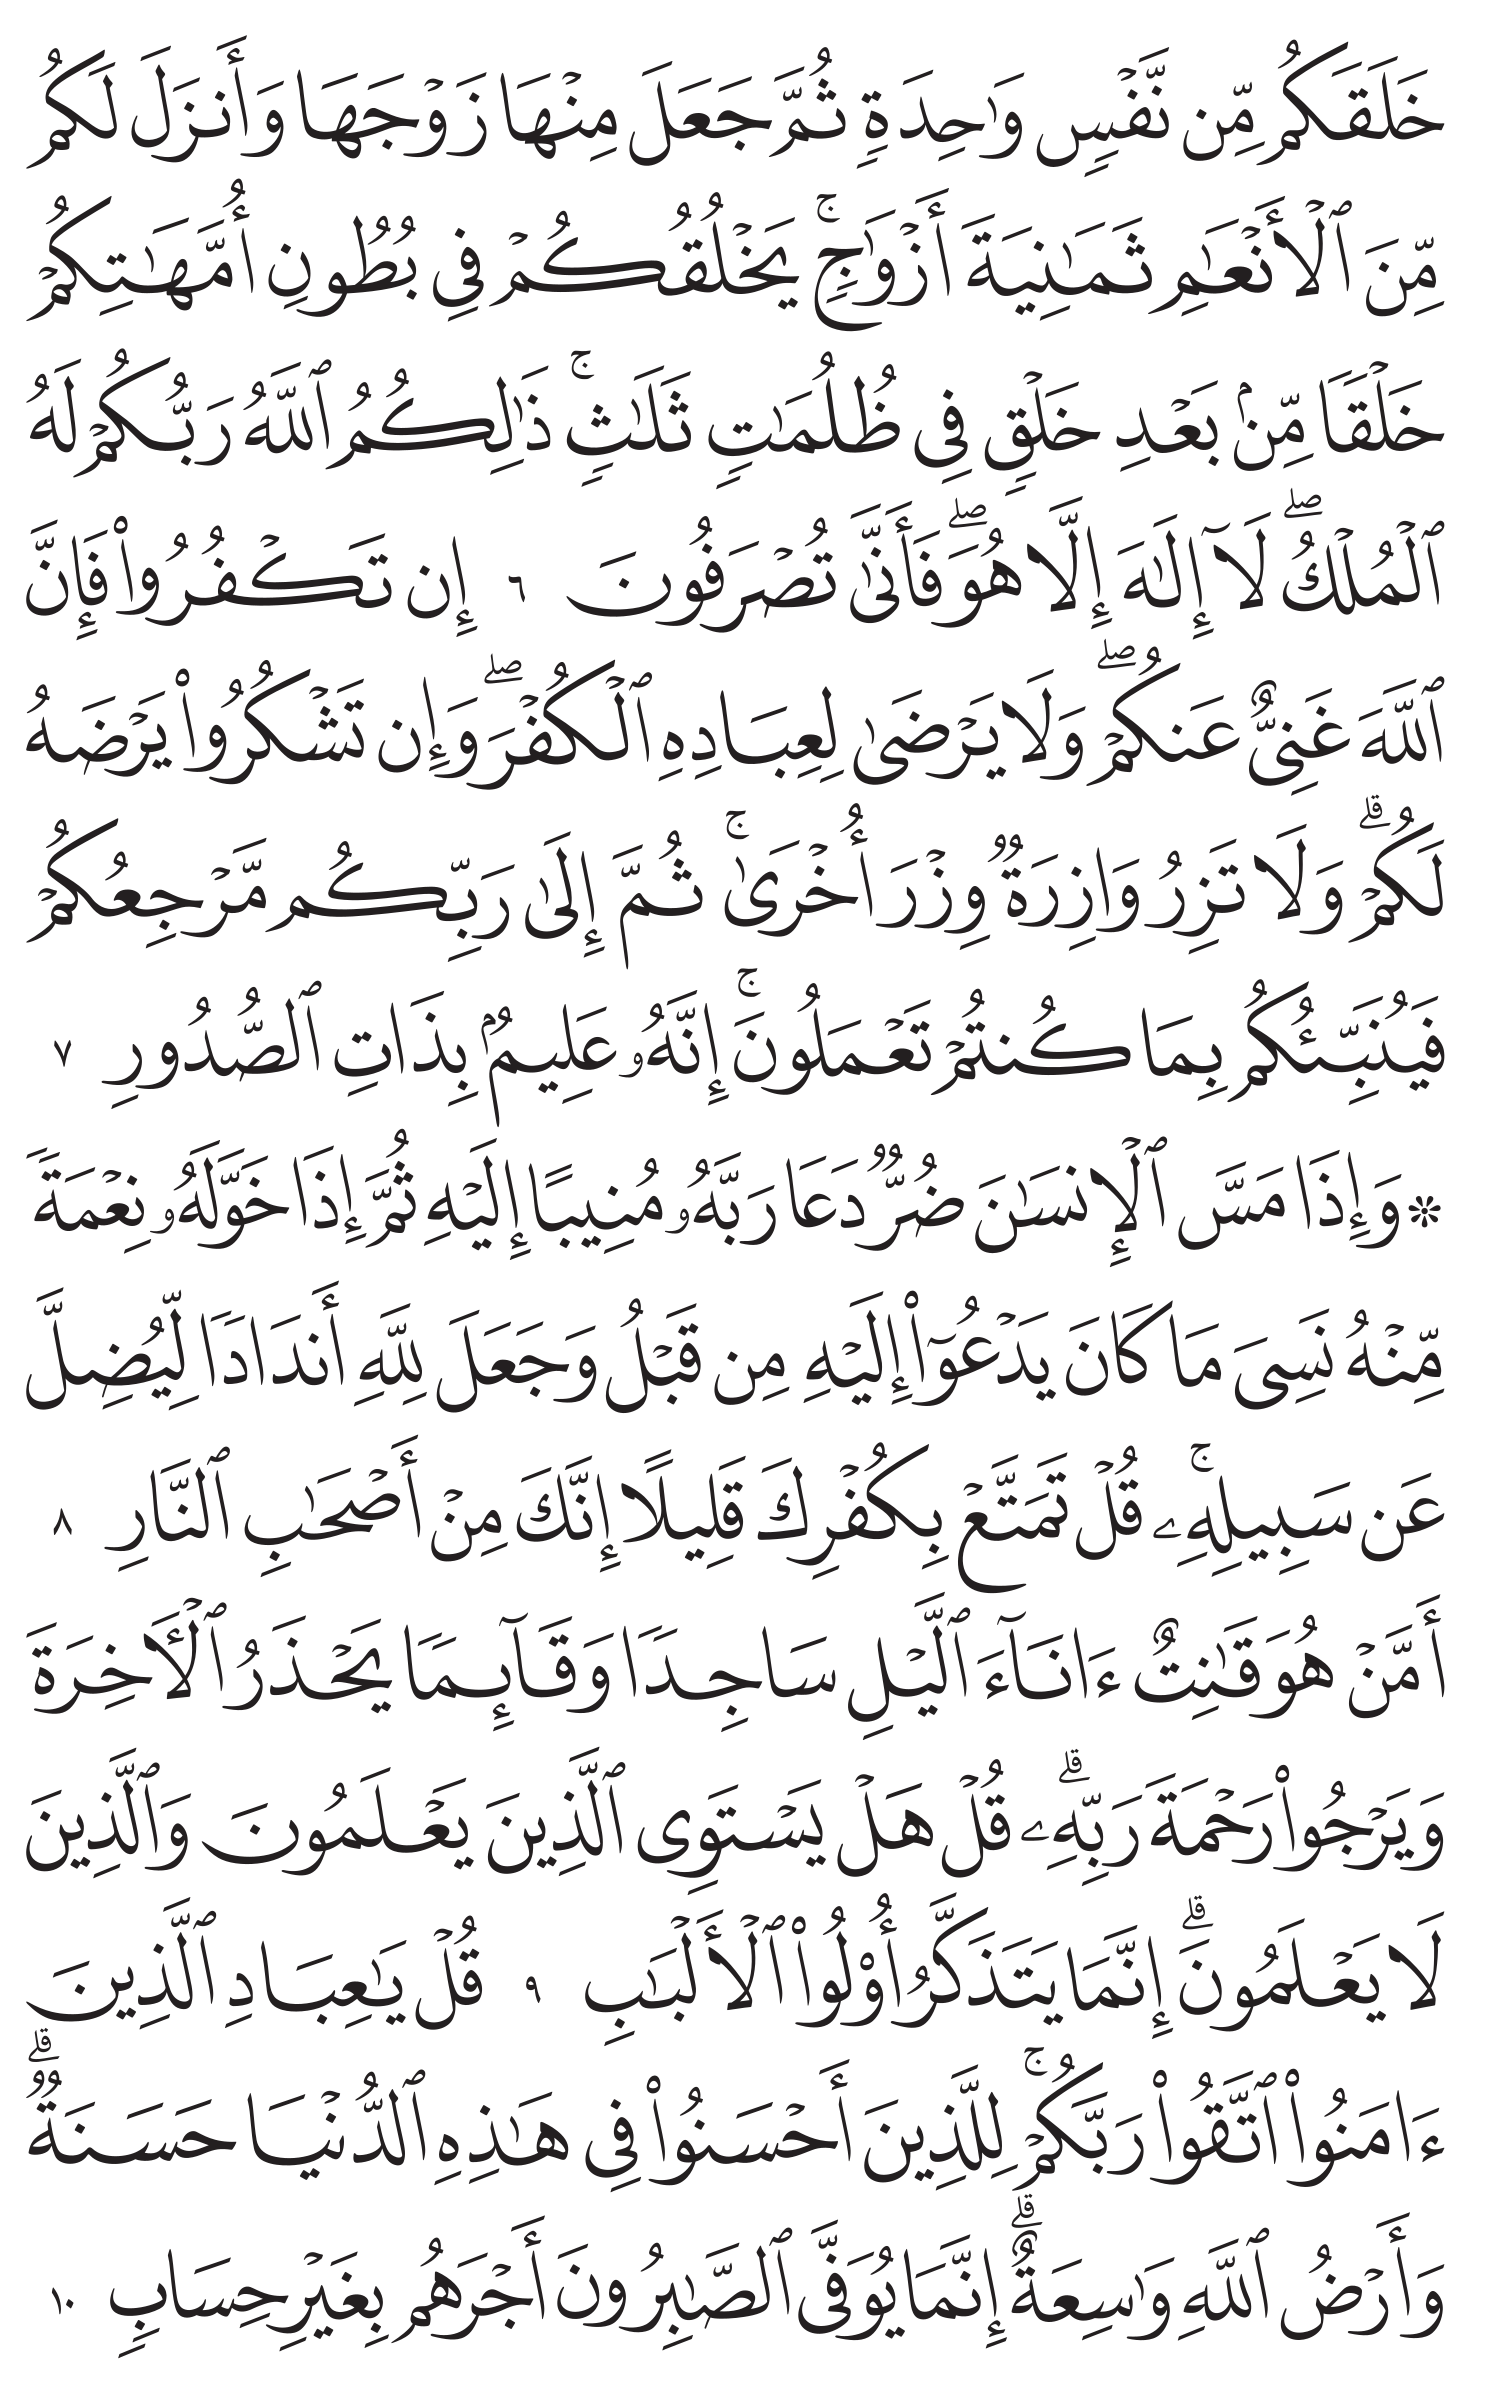 خَلَقَكُم مِّن نَّفۡسٖ وَٰحِدَةٖ ثُمَّ جَعَلَ مِنۡهَا زَوۡجَهَا وَأَنزَلَ لَكُم
مِّنَ ٱلۡأَنۡعَٰمِ ثَمَٰنِيَةَ أَزۡوَٰجٖۚ يَخۡلُقُكُمۡ فِي بُطُونِ أُمَّهَٰتِكُمۡ
خَلۡقٗا مِّنۢ بَعۡدِ خَلۡقٖ فِي ظُلُمَٰتٖ ثَلَٰثٖۚ ذَٰلِكُمُ ٱللَّهُ رَبُّكُمۡ لَهُ
ٱلۡمُلۡكُۖ لَآ إِلَٰهَ إِلَّا هُوَۖ فَأَنَّىٰ تُصۡرَفُونَ ٦ إِن تَكۡفُرُواْ فَإِنَّ
ٱللَّهَ غَنِيٌّ عَنكُمۡۖ وَلَا يَرۡضَىٰ لِعِبَادِهِ ٱلۡكُفۡرَۖ وَإِن تَشۡكُرُواْ يَرۡضَهُ
لَكُمۡۗ وَلَا تَزِرُ وَازِرَةٞ وِزۡرَ أُخۡرَىٰۚ ثُمَّ إِلَىٰ رَبِّكُم مَّرۡجِعُكُمۡ
فَيُنَبِّئُكُم بِمَا كُنتُمۡ تَعۡمَلُونَۚ إِنَّهُۥ عَلِيمُۢ بِذَاتِ ٱلصُّدُورِ ٧
۞وَإِذَا مَسَّ ٱلۡإِنسَٰنَ ضُرّٞ دَعَا رَبَّهُۥ مُنِيبًا إِلَيۡهِ ثُمَّ إِذَا خَوَّلَهُۥ نِعۡمَةٗ
مِّنۡهُ نَسِيَ مَا كَانَ يَدۡعُوٓاْ إِلَيۡهِ مِن قَبۡلُ وَجَعَلَ لِلَّهِ أَندَادٗا لِّيُضِلَّ
عَن سَبِيلِهِۦۚ قُلۡ تَمَتَّعۡ بِكُفۡرِكَ قَلِيلًا إِنَّكَ مِنۡ أَصۡحَٰبِ ٱلنَّارِ ٨
أَمَّنۡ هُوَ قَٰنِتٌ ءَانَآءَ ٱلَّيۡلِ سَاجِدٗا وَقَآئِمٗا يَحۡذَرُ ٱلۡأٓخِرَةَ
وَيَرۡجُواْ رَحۡمَةَ رَبِّهِۦۗ قُلۡ هَلۡ يَسۡتَوِي ٱلَّذِينَ يَعۡلَمُونَ وَٱلَّذِينَ
لَا يَعۡلَمُونَۗ إِنَّمَا يَتَذَكَّرُ أُوْلُواْ ٱلۡأَلۡبَٰبِ ٩ قُلۡ يَٰعِبَادِ ٱلَّذِينَ
ءَامَنُواْ ٱتَّقُواْ رَبَّكُمۡۚ لِلَّذِينَ أَحۡسَنُواْ فِي هَٰذِهِ ٱلدُّنۡيَا حَسَنَةٞۗ
وَأَرۡضُ ٱللَّهِ وَٰسِعَةٌۗ إِنَّمَا يُوَفَّى ٱلصَّٰبِرُونَ أَجۡرَهُم بِغَيۡرِ حِسَابٖ ١٠